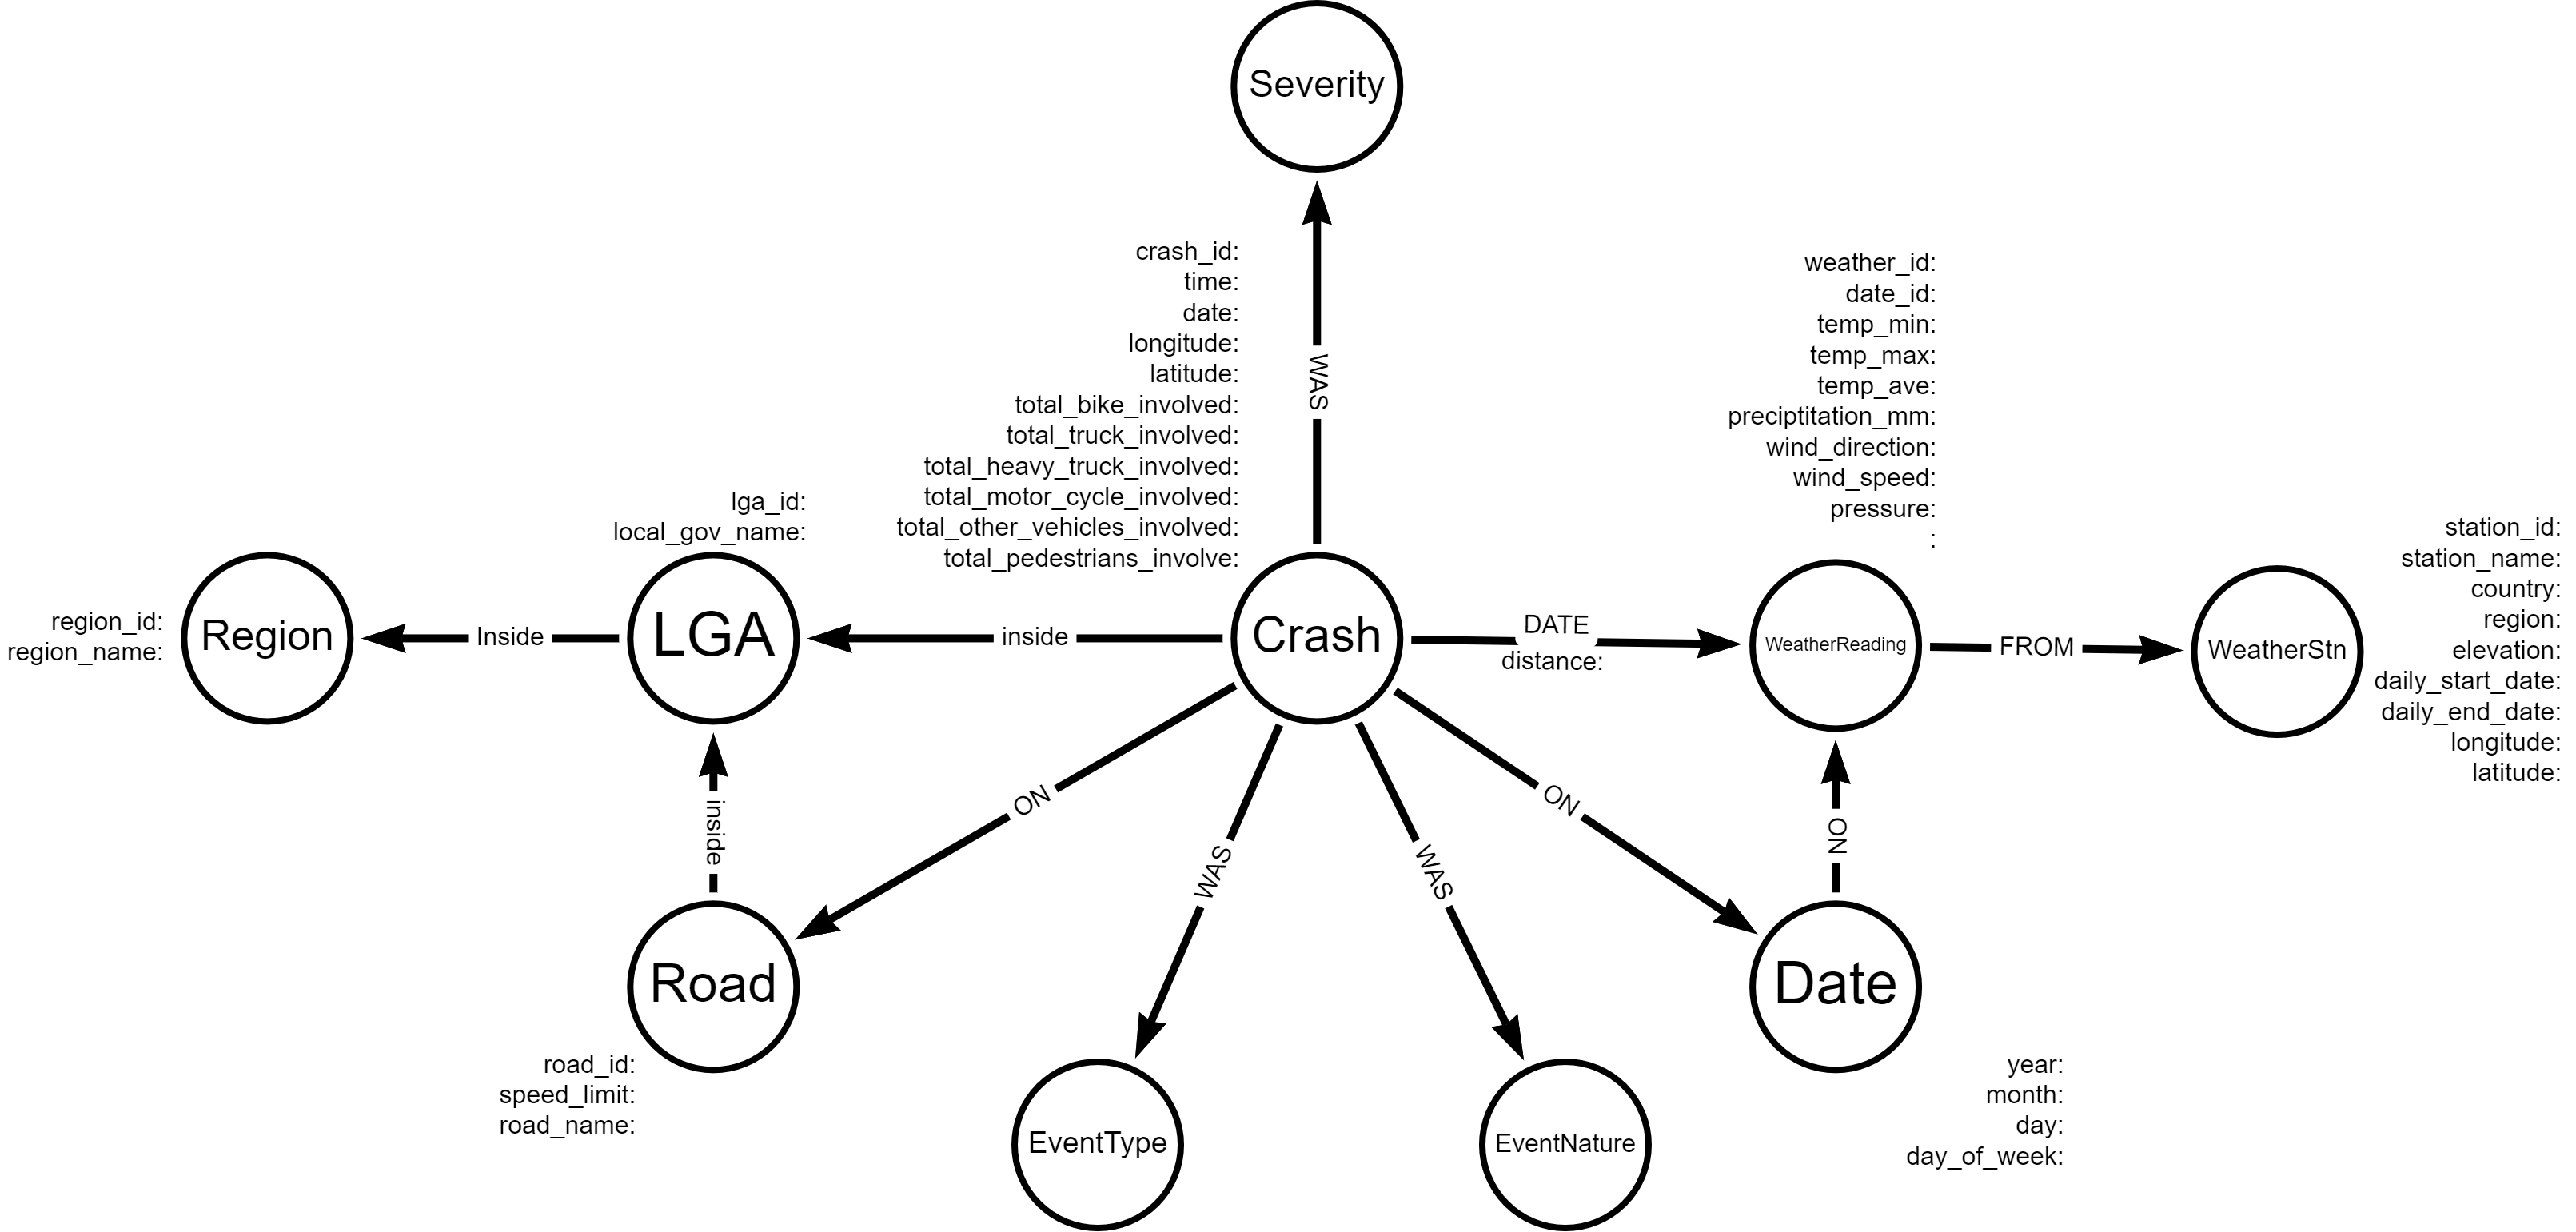 Severity
WAS
crash_id:
time:
date:
longitude:
latitude:
total_bike_involved:
total_truck_involved:
total_heavy_truck_involved:
total_motor_cycle_involved:
total_other_vehicles_involved:
total_pedestrians_involve:
weather_id:
date_id:
temp_min:
temp_max:
temp_ave:
preciptitation_mm:
wind_direction:
wind_speed:
pressure:
:
lga_id:
local_gov_name:
region_id:
region_name:
Region
Inside
LGA
inside
Crash
DATE
distance:
WeatherReading
FROM
WeatherStn
station_id:
station_name:
country:
region:
elevation:
daily_start_date:
daily_end_date:
longitude:
latitude:
inside
ON
WAS
WAS
ON
ON
Road
road_id:
speed_limit:
road_name:
EventType
EventNature
Date
year:
month:
day:
day_of_week: